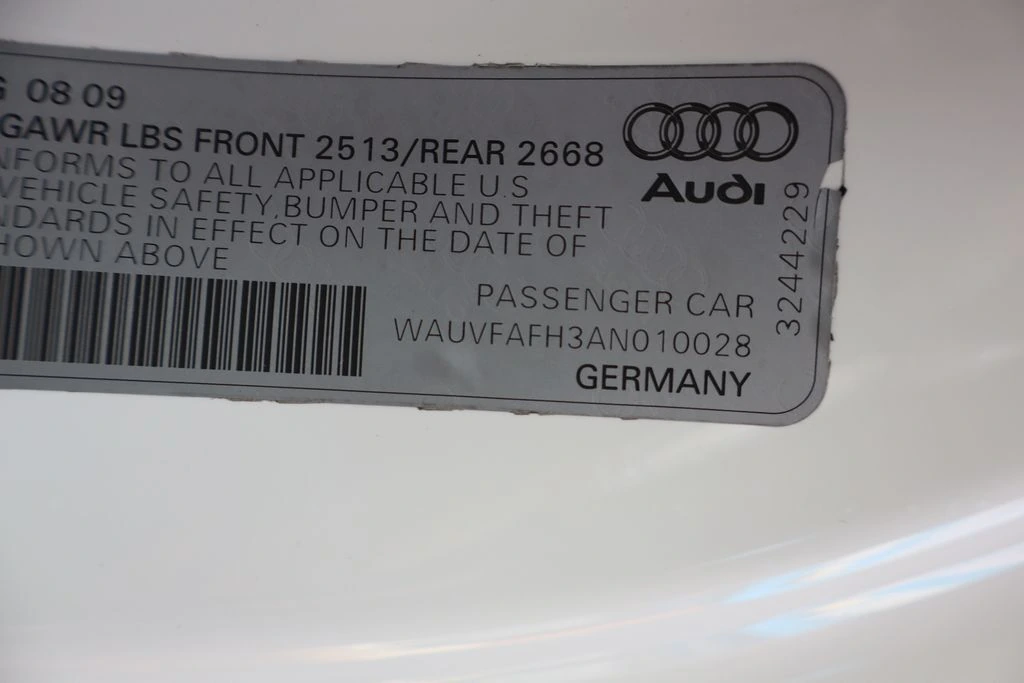 08 09
GAWR LBS FRONT 2513/REAR 2668
NFORMS TO ALL APPLICABLE U.S
VEHICLE SAFETY,BUMPER AND THEFT
NDARDS IN EFFECT ON THE DATE OF
HOWN ABOVE
Audi
PASSENGER CAR
WAUVFAFH3AN010028
GERMANY
3244229